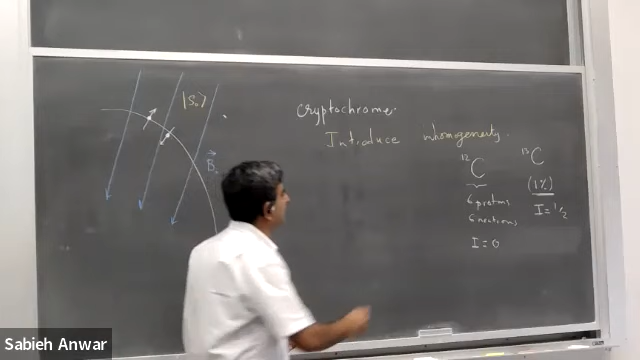 |S₀⟩
B₀
Cryptochrome.
Introduce inhomogeneity.
¹²C
6 protons
6 neutrons
I = 0
¹³C
(1%)
I = 1/2
Sabieh Anwar